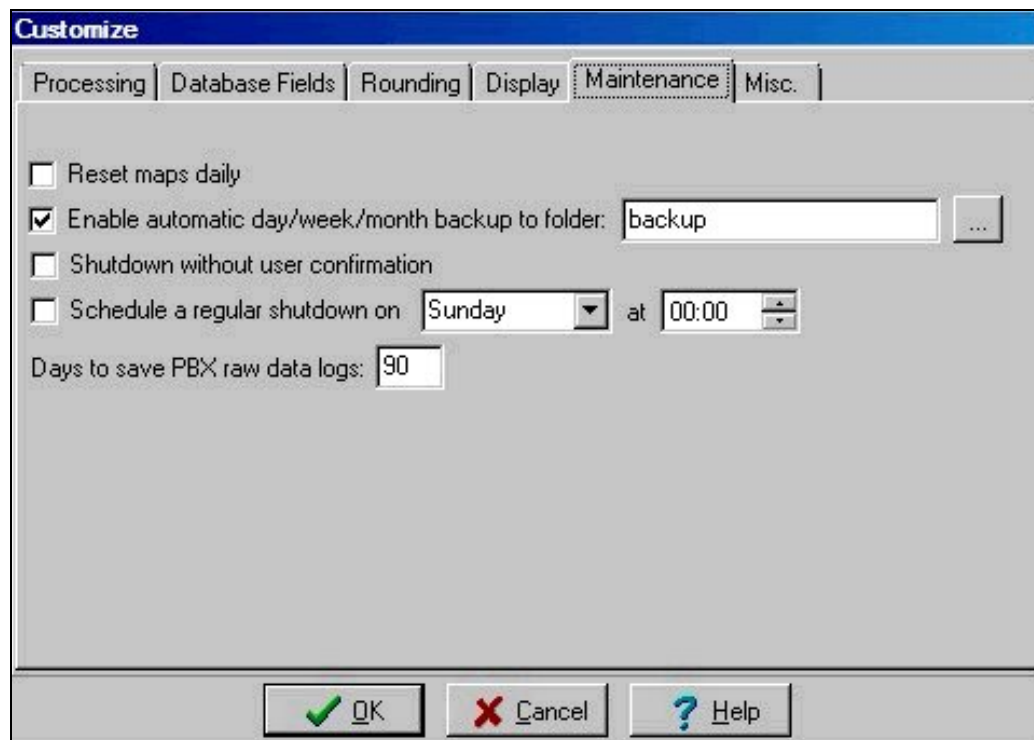 Customize
Processing Database Fields Rounding Display Maintenance Misc.
Reset maps daily
Enable automatic day/week/month backup to folder: backup ...
Shutdown without user confirmation
Schedule a regular shutdown on Sunday at 00:00
Days to save PBX raw data logs: 90
OK Cancel Help